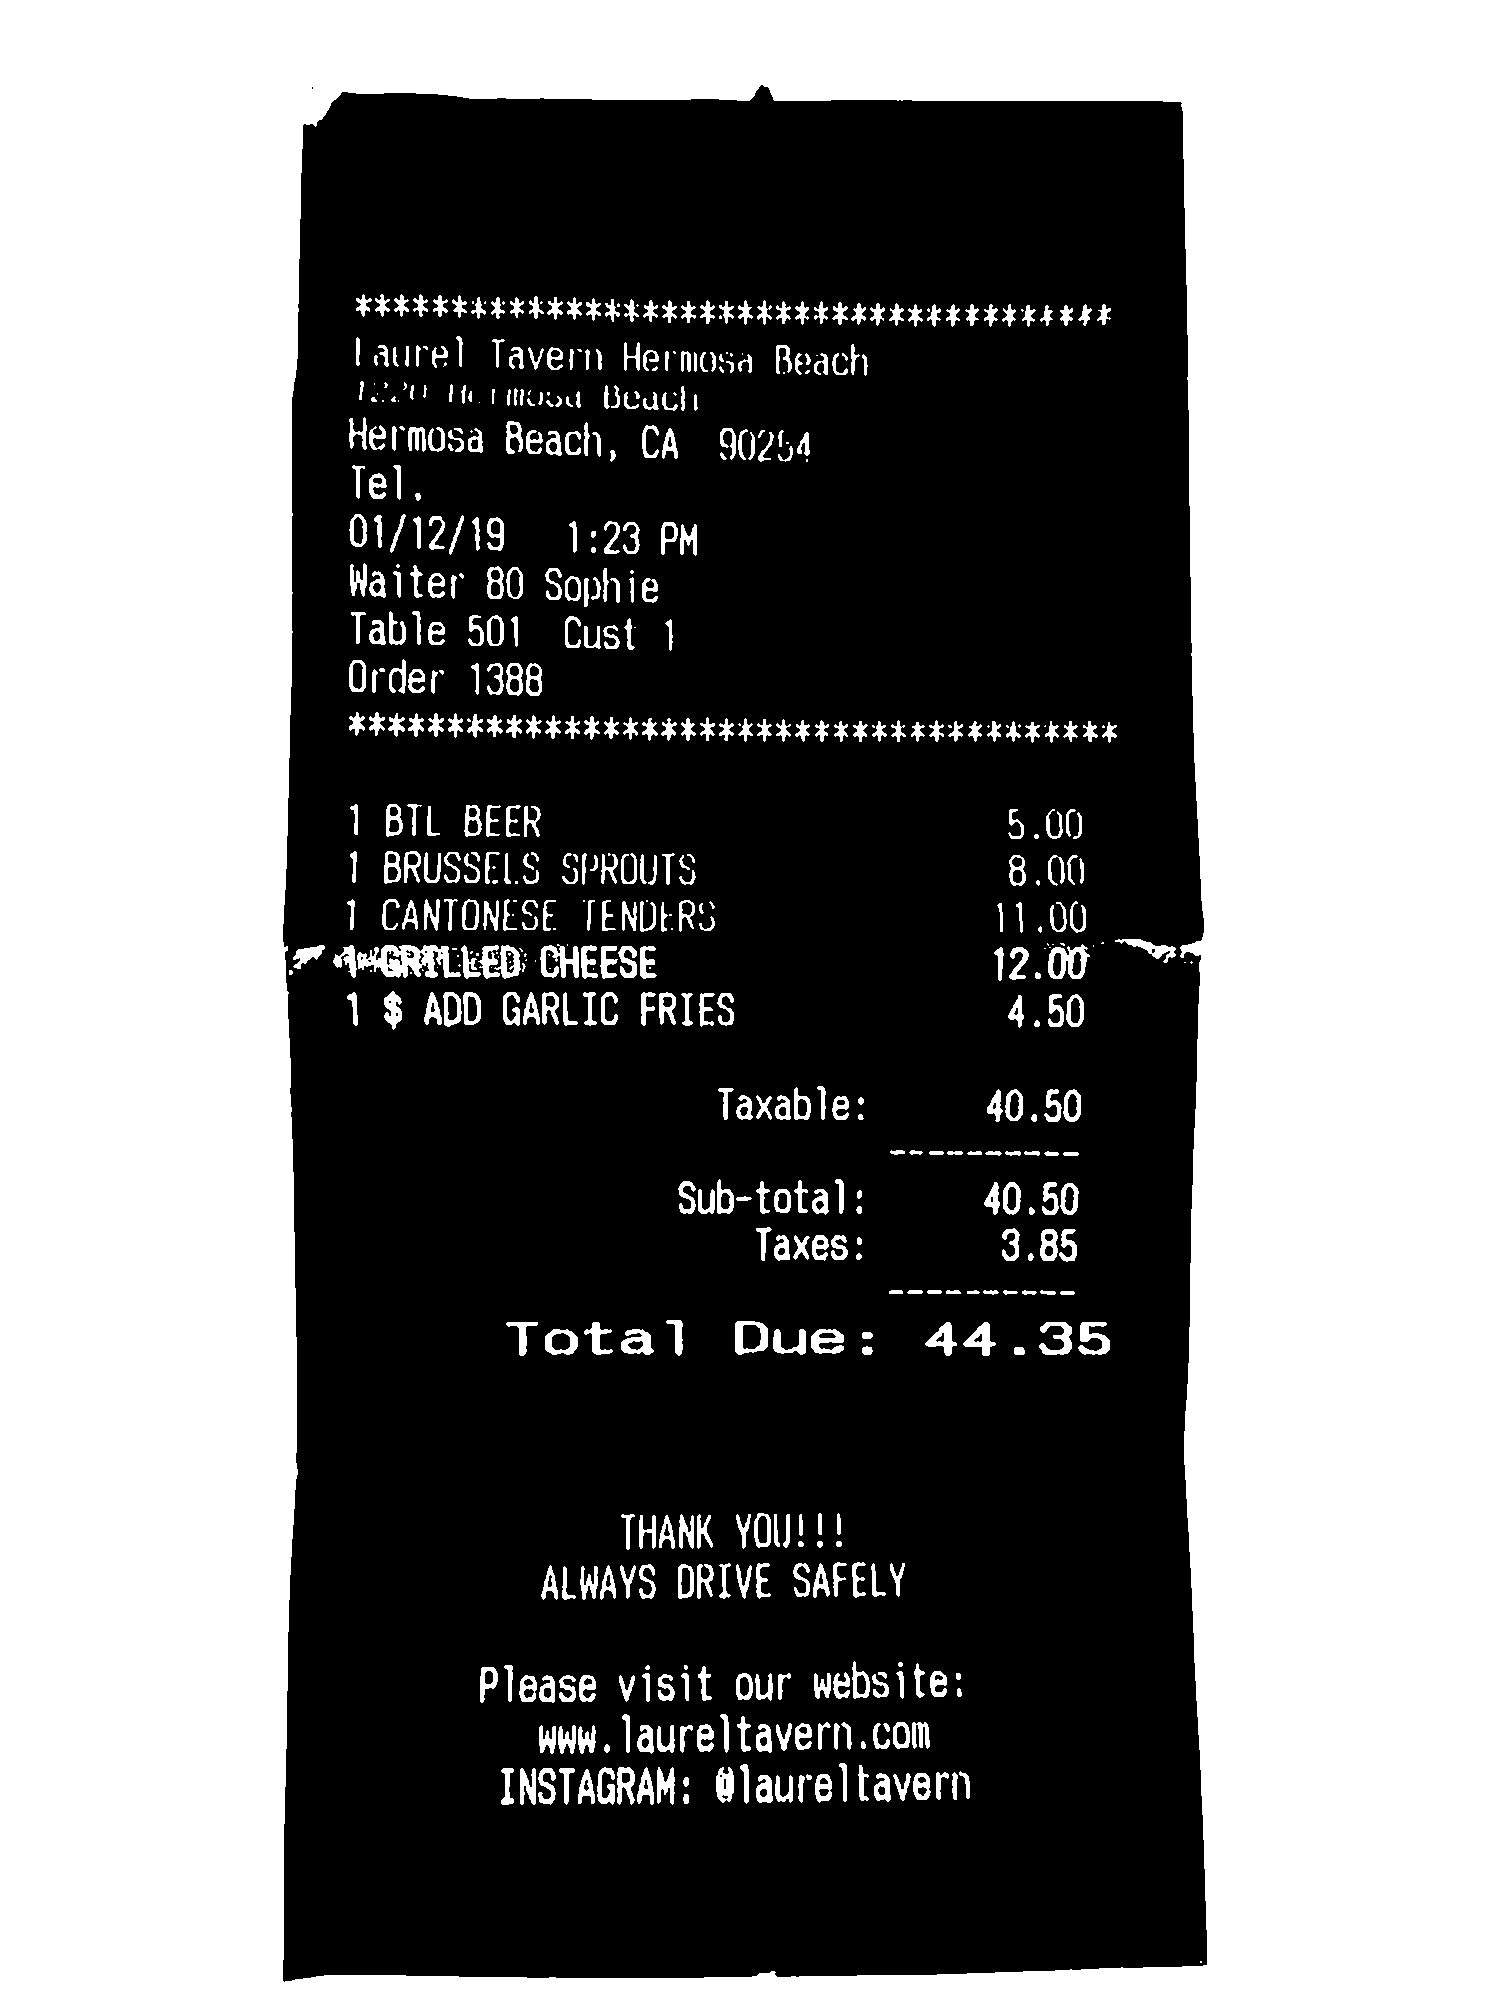 ****************************************
Laurel Tavern Hermosa Beach
1220 Hermosa Beach
Hermosa Beach, CA  90254
Tel.
01/12/19   1:23 PM
Waiter 80 Sophie
Table 501  Cust 1
Order 1388
****************************************
1 BTL BEER 5.00
1 BRUSSELS SPROUTS 8.00
1 CANTONESE TENDERS 11.00
1 GRILLED CHEESE 12.00
1 $ ADD GARLIC FRIES 4.50
Taxable: 40.50
----------
Sub-total: 40.50
Taxes: 3.85
----------
Total Due: 44.35
THANK YOU!!!
ALWAYS DRIVE SAFELY
Please visit our website:
www.laureltavern.com
INSTAGRAM: @laureltavern